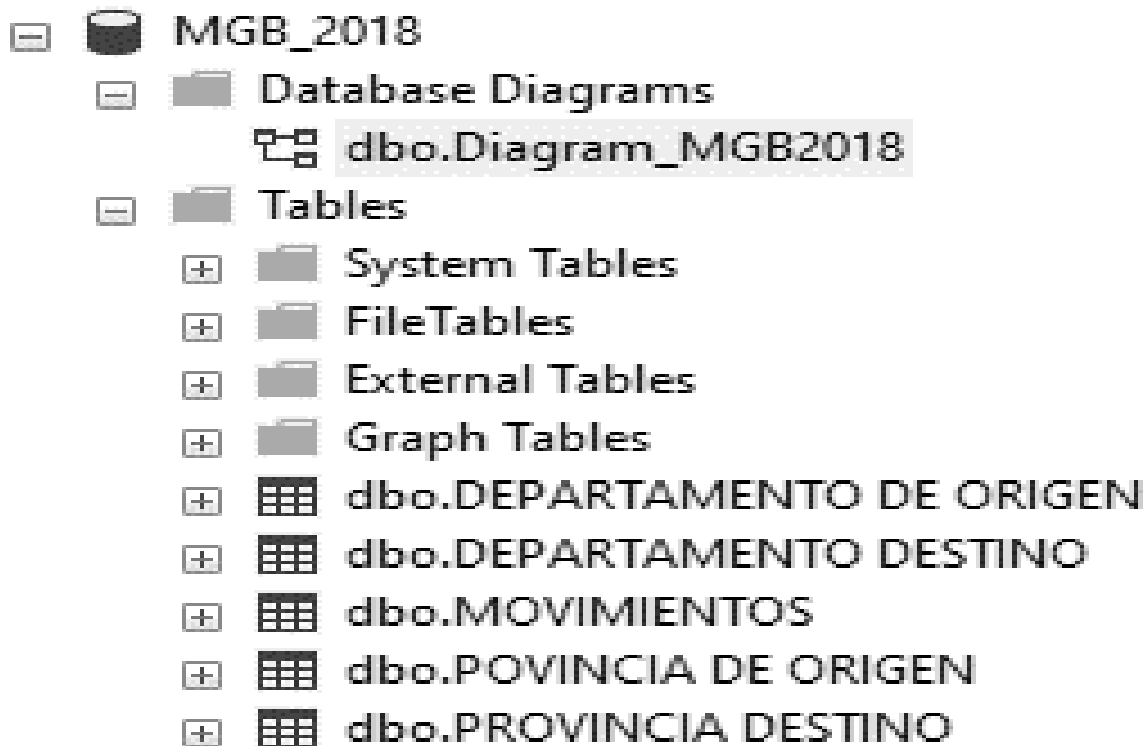 MGB_2018
Database Diagrams
dbo.Diagram_MGB2018
Tables
System Tables
FileTables
External Tables
Graph Tables
dbo.DEPARTAMENTO DE ORIGEN
dbo.DEPARTAMENTO DESTINO
dbo.MOVIMIENTOS
dbo.POVINCIA DE ORIGEN
dbo.PROVINCIA DESTINO